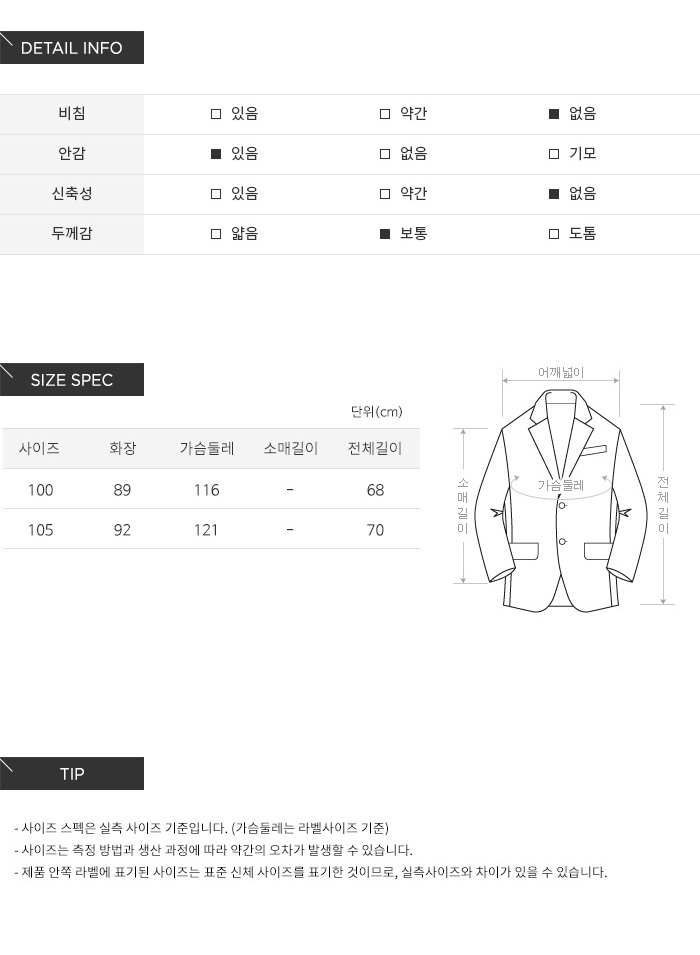 DETAIL INFO
비침 □ 있음 □ 약간 ■ 없음
안감 ■ 있음 □ 없음 □ 기모
신축성 □ 있음 □ 약간 ■ 없음
두께감 □ 얇음 ■ 보통 □ 도톰
SIZE SPEC
단위(cm)
사이즈 화장 가슴둘레 소매길이 전체길이
100 89 116 - 68
105 92 121 - 70
어깨넓이
소매길이
가슴둘레
전체길이
TIP
- 사이즈 스펙은 실측 사이즈 기준입니다. (가슴둘레는 라벨사이즈 기준)
- 사이즈는 측정 방법과 생산 과정에 따라 약간의 오차가 발생할 수 있습니다.
- 제품 안쪽 라벨에 표기된 사이즈는 표준 신체 사이즈를 표기한 것이므로, 실측사이즈와 차이가 있을 수 있습니다.